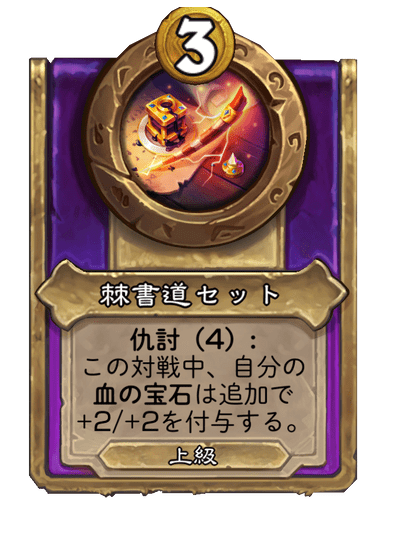 3
棘書道セット
仇討（4）:
この対戦中、自分の
血の宝石は追加で
+2/+2を付与する。
上級